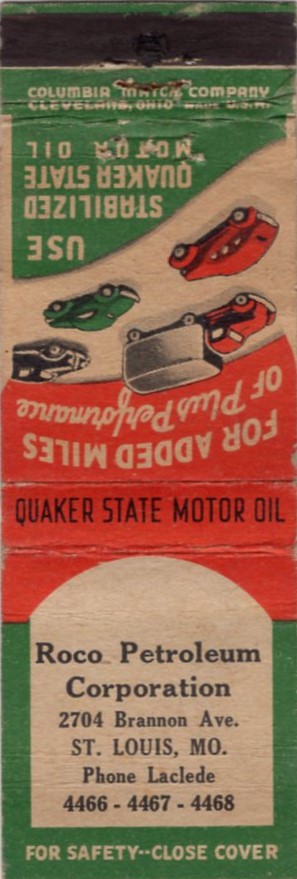 COLUMBIA MATCH COMPANY
CLEVELAND, OHIO MADE U.S.A.
USE
STABILIZED
QUAKER STATE
MOTOR OIL
FOR ADDED MILES
OF Plus Performance
QUAKER STATE MOTOR OIL
Roco Petroleum
Corporation
2704 Brannon Ave.
ST. LOUIS, MO.
Phone Laclede
4466 - 4467 - 4468
FOR SAFETY--CLOSE COVER